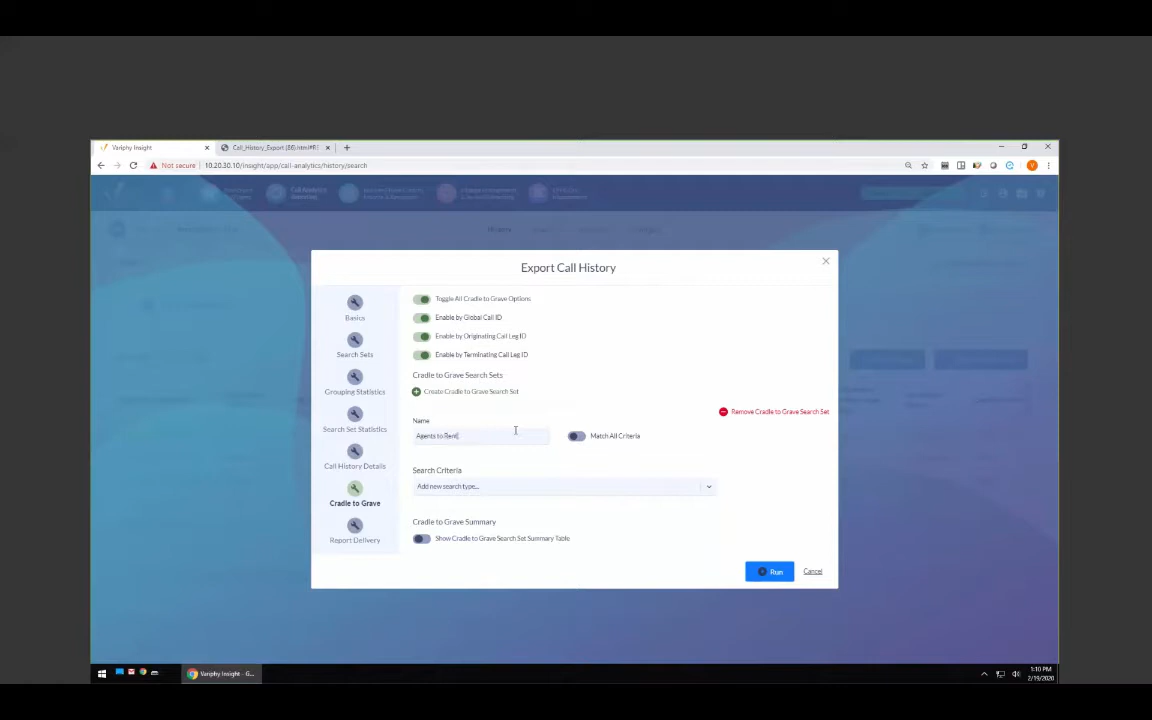 Variphy Insight
Call_History_Export (86).html#R
Not secure | 10.20.30.10/insight/app/call-analytics/history/search
V
Call Analytics
Export Call History
Basics
Search Sets
Grouping Statistics
Search Set Statistics
Call History Details
Cradle to Grave
Report Delivery
Toggle All Cradle to Grave Options
Enable by Global Call ID
Enable by Originating Call Leg ID
Enable by Terminating Call Leg ID
Cradle to Grave Search Sets
Create Cradle to Grave Search Set
Remove Cradle to Grave Search Set
Name
Agents to Rent
Match All Criteria
Search Criteria
Add new search type...
Cradle to Grave Summary
Show Cradle to Grave Search Set Summary Table
Run
Cancel
Variphy Insight - G...
1:10 PM
2/19/2020